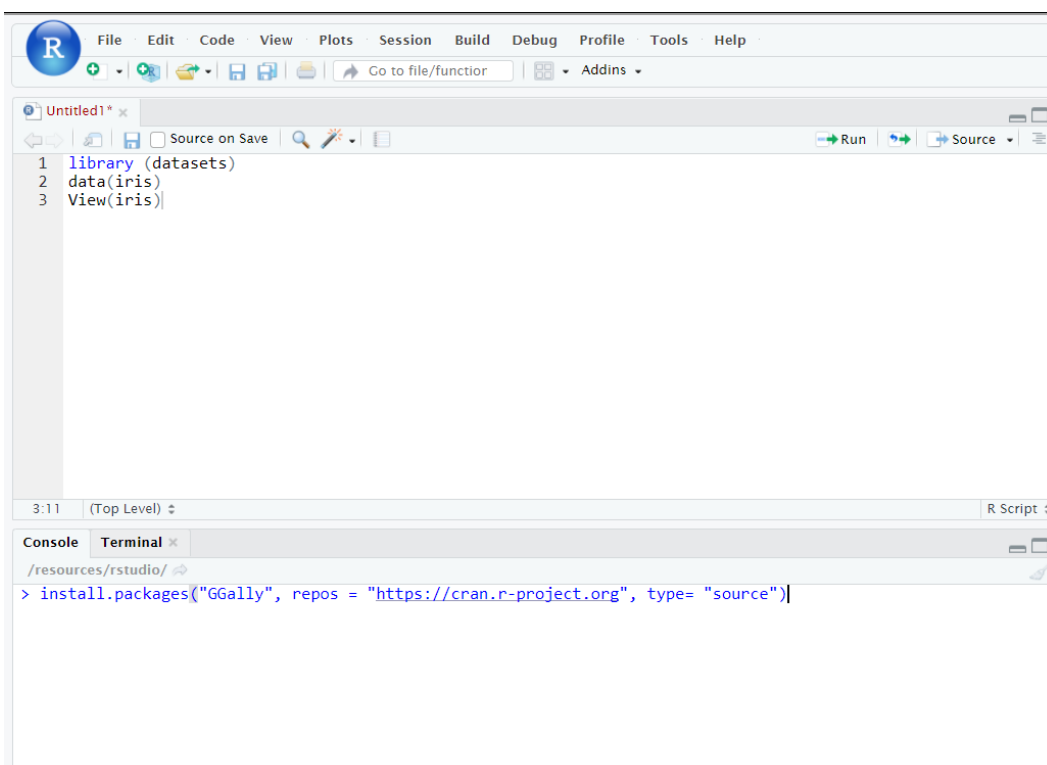 R File Edit Code View Plots Session Build Debug Profile Tools Help
R Go to file/function Addins
Untitled1*
Source on Save Run Source
1 library (datasets)
2 data(iris)
3 View(iris)
3:11 (Top Level) R Script
Console Terminal
/resources/rstudio/
> install.packages("GGally", repos = "https://cran.r-project.org", type= "source")